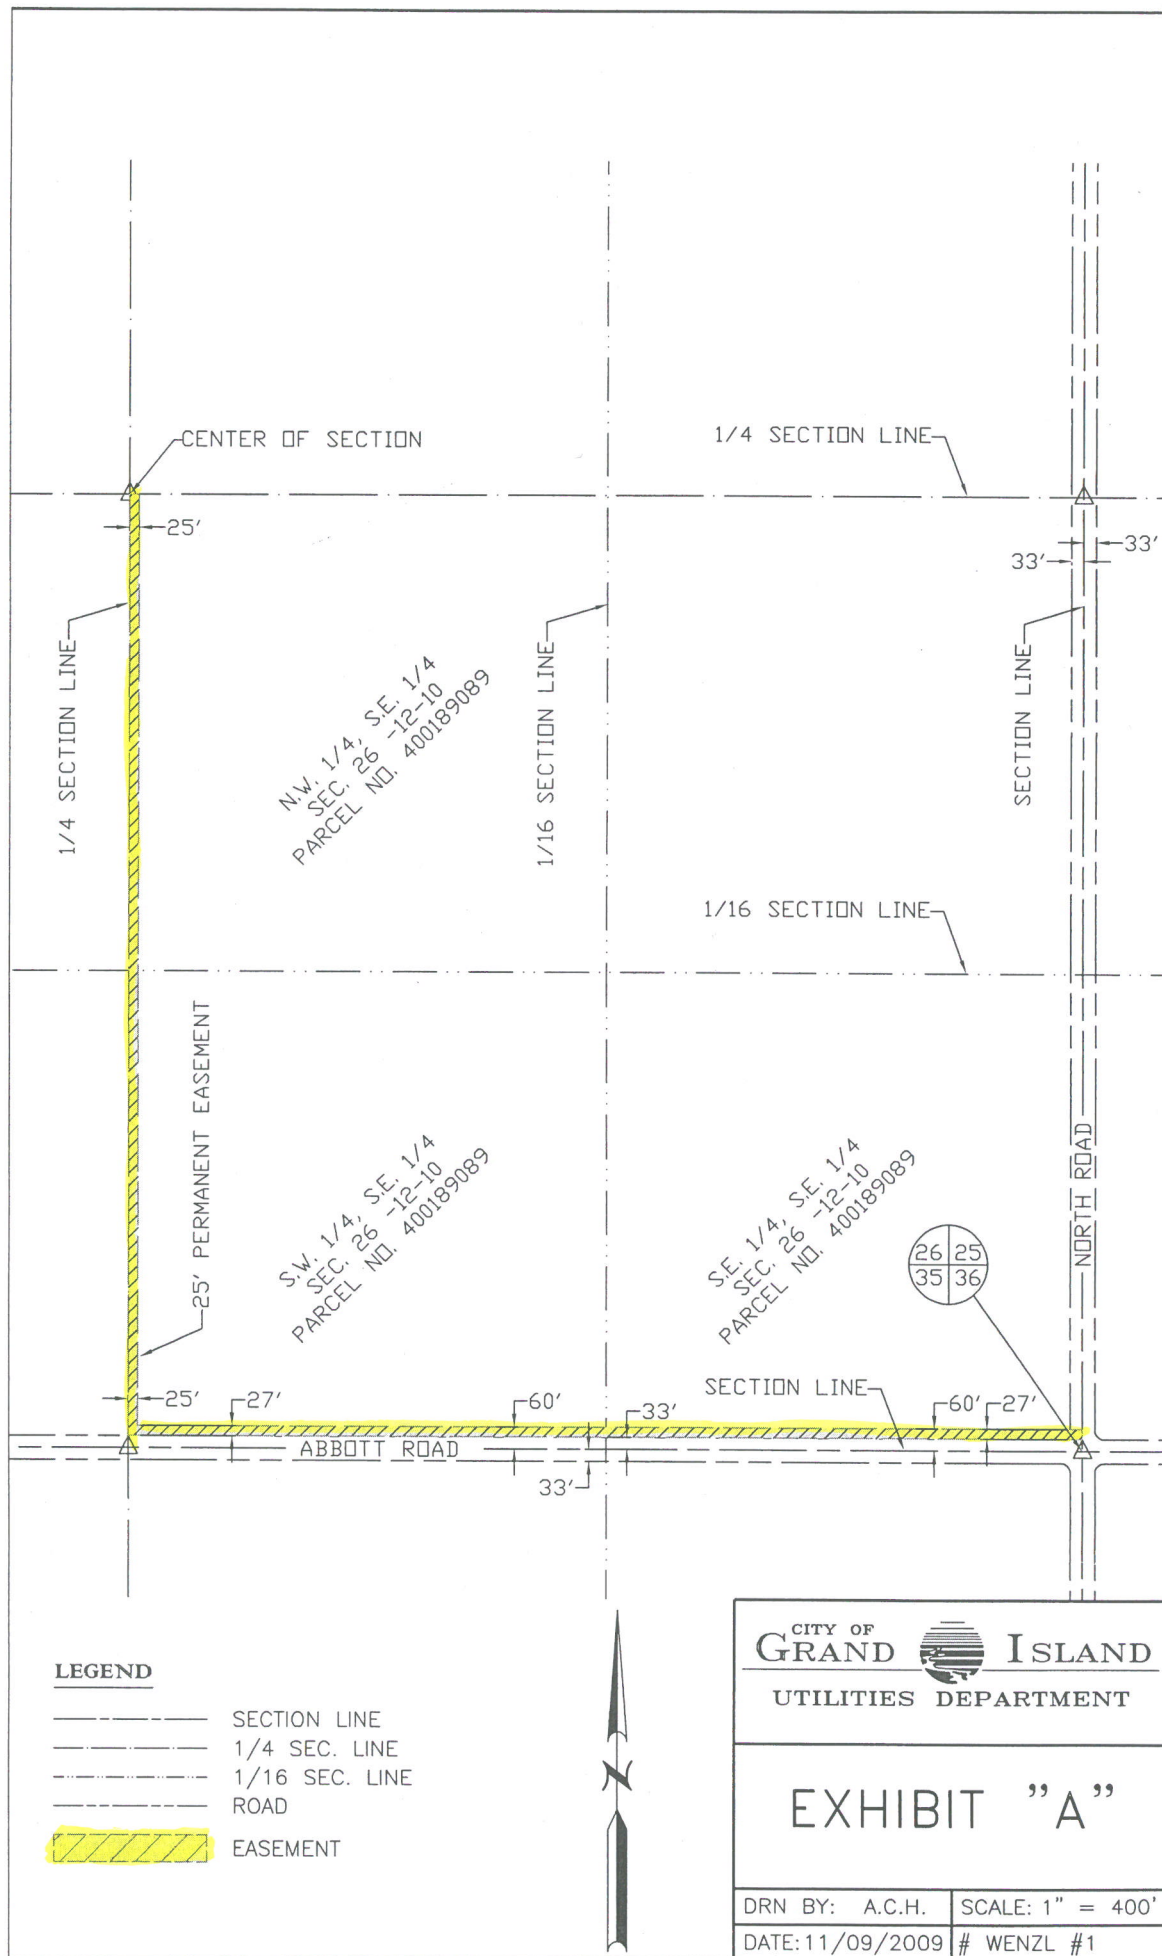 CENTER OF SECTION
1/4 SECTION LINE
25'
33'
33'
1/4 SECTION LINE
N.W. 1/4, S.E. 1/4
SEC. 26 -12-10
PARCEL NO. 400189089
1/16 SECTION LINE
SECTION LINE
1/16 SECTION LINE
25' PERMANENT EASEMENT
S.W. 1/4, S.E. 1/4
SEC. 26 -12-10
PARCEL NO. 400189089
S.E. 1/4, S.E. 1/4
SEC. 26 -12-10
PARCEL NO. 400189089
NORTH ROAD
26 25
35 36
SECTION LINE
25'
27'
60'
33'
60'
27'
ABBOTT ROAD
33'
N
LEGEND
SECTION LINE
1/4 SEC. LINE
1/16 SEC. LINE
ROAD
EASEMENT
CITY OF
GRAND ISLAND
UTILITIES DEPARTMENT
EXHIBIT "A"
DRN BY: A.C.H.
SCALE: 1" = 400'
DATE: 11/09/2009
# WENZL #1